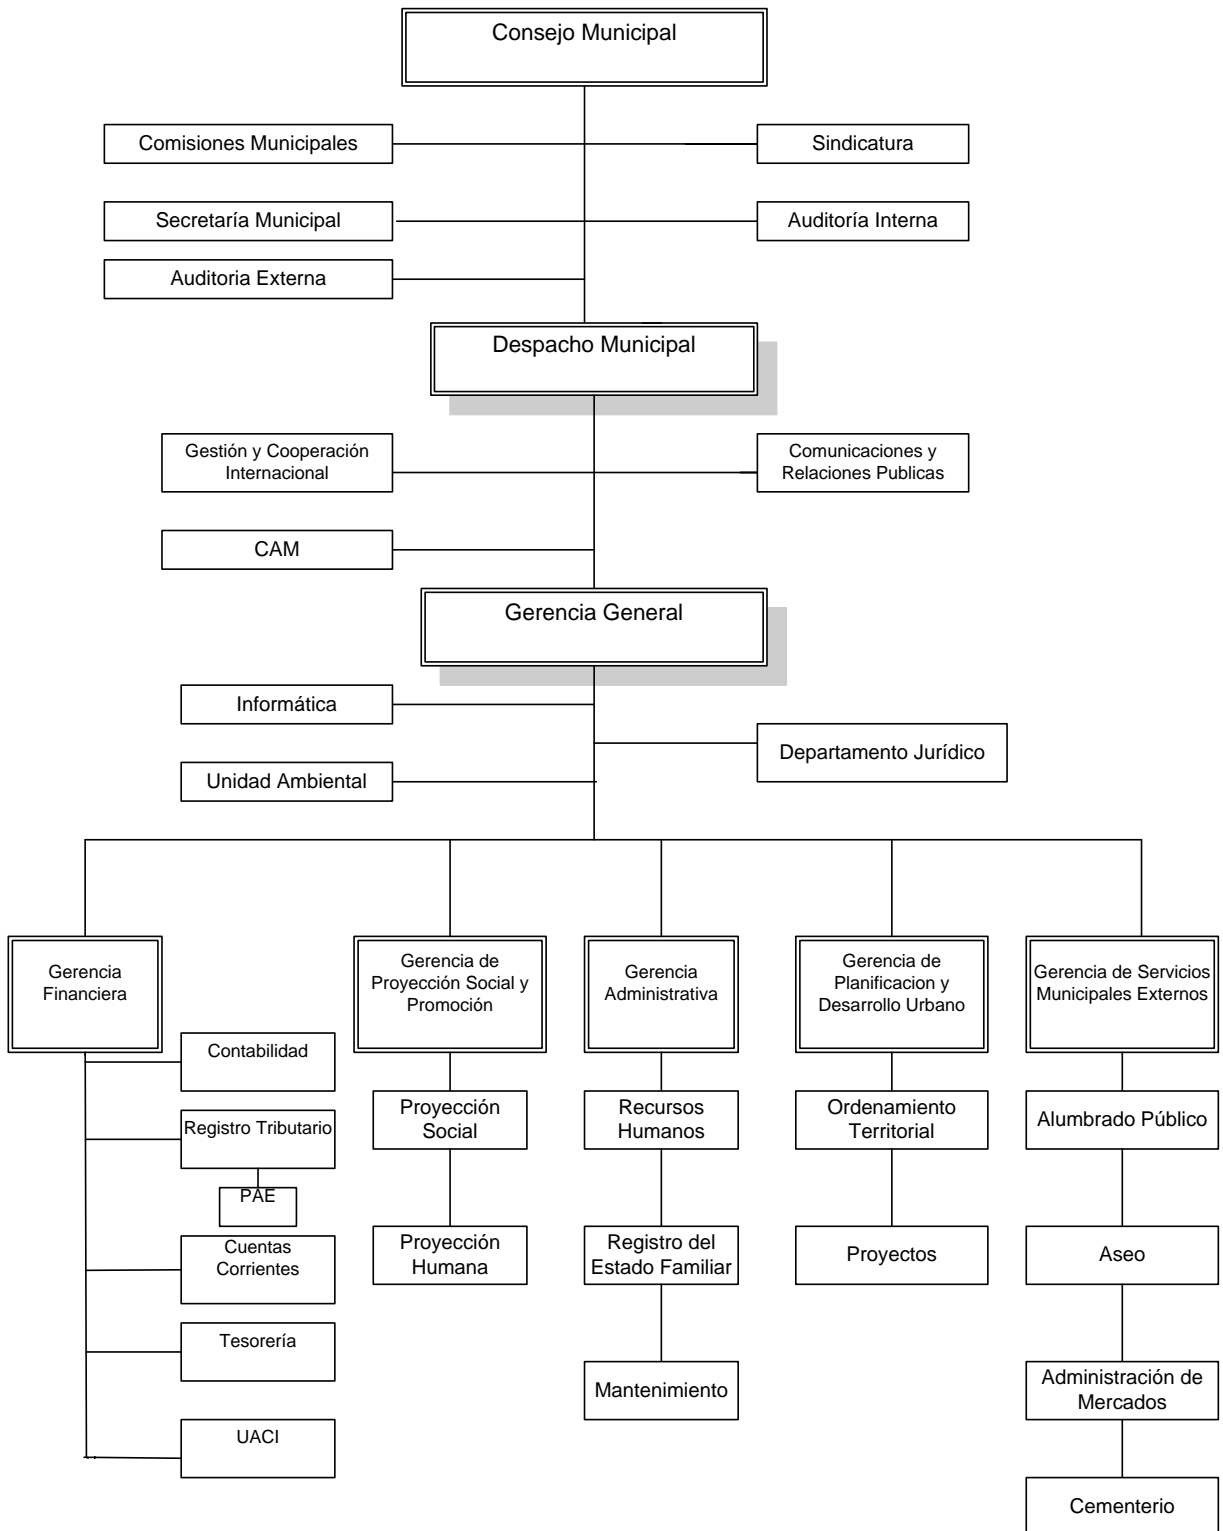 Consejo Municipal
Comisiones Municipales
Sindicatura
Secretaría Municipal
Auditoría Interna
Auditoria Externa
Despacho Municipal
Gestión y Cooperación
Internacional
Comunicaciones y
Relaciones Publicas
CAM
Gerencia General
Informática
Departamento Jurídico
Unidad Ambiental
Gerencia
Financiera
Gerencia de
Proyección Social y
Promoción
Gerencia
Administrativa
Gerencia de
Planificacion y
Desarrollo Urbano
Gerencia de Servicios
Municipales Externos
Contabilidad
Registro Tributario
PAE
Cuentas
Corrientes
Tesorería
UACI
Proyección
Social
Proyección
Humana
Recursos
Humanos
Registro del
Estado Familiar
Mantenimiento
Ordenamiento
Territorial
Proyectos
Alumbrado Público
Aseo
Administración de
Mercados
Cementerio